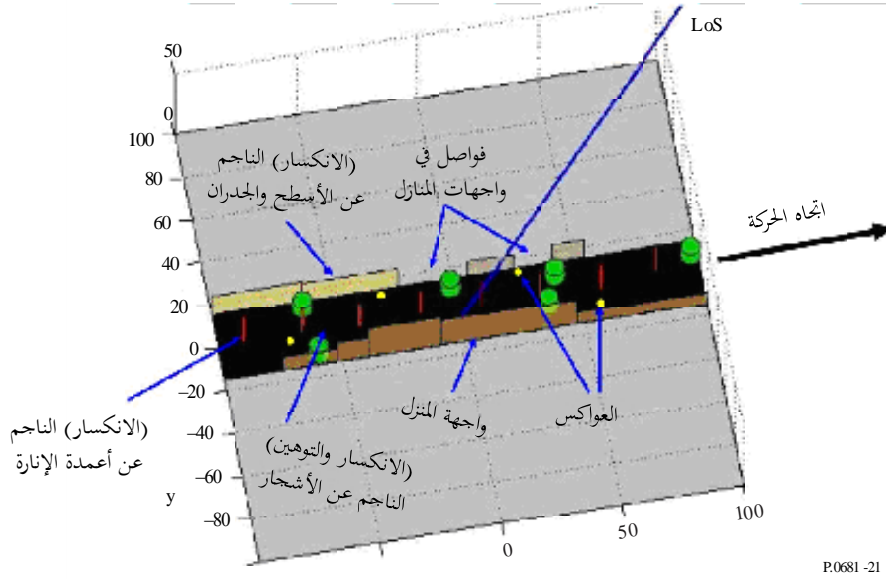 LoS
50
0
100
80
60
40
20
0
–20
–40
–60
–80
y
0
50
100
(الانكسار) الناجم
عن الأسطح والجدران
فواصل في
واجهات المنازل
اتجاه الحركة
(الانكسار) الناجم
عن أعمدة الإنارة
(الانكسار والتوهين)
الناجم عن الأشجار
واجهة المنزل
العواكس
P.0681-21